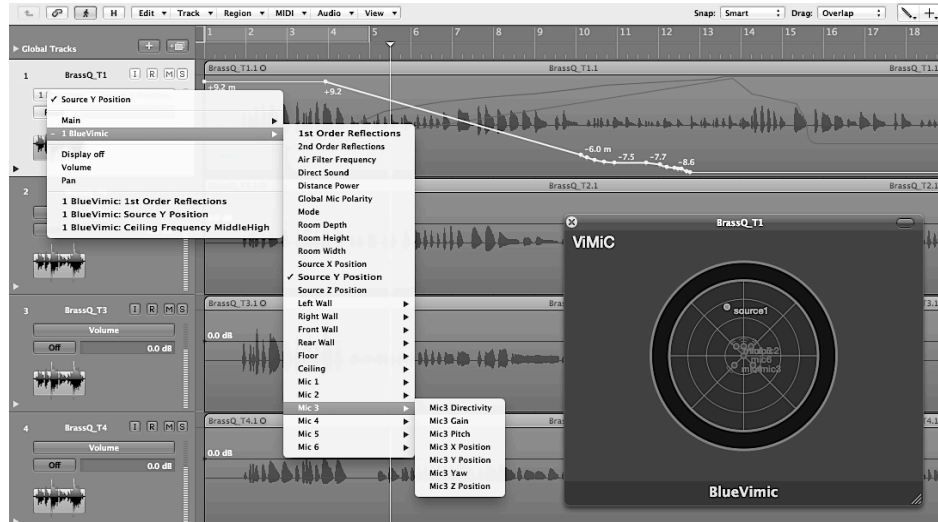 H Edit Track Region MIDI Audio View Snap: Smart Drag: Overlap
Global Tracks
1 2 3 4 5 6 7 8 9 10 11 12 13 14 15 16 17 18
1 BrassQ_T1 I R M S
BrassQ_T1.1 BrassQ_T1.1 BrassQ_T1.1
+9.2 m
+9.2
-6.0 m
-7.5 -7.7 -8.6
✓ Source Y Position
Main
- 1 BlueVimic
Display off
Volume
Pan
1 BlueVimic: 1st Order Reflections
1 BlueVimic: Source Y Position
1 BlueVimic: Ceiling Frequency MiddleHigh
1st Order Reflections
2nd Order Reflections
Air Filter Frequency
Direct Sound
Distance Power
Global Mic Polarity
Mode
Room Depth
Room Height
Room Width
Source X Position
✓ Source Y Position
Source Z Position
Left Wall
Right Wall
Front Wall
Rear Wall
Floor
Ceiling
Mic 1
Mic 2
Mic 3
Mic 4
Mic 5
Mic 6
Mic3 Directivity
Mic3 Gain
Mic3 Pitch
Mic3 X Position
Mic3 Y Position
Mic3 Yaw
Mic3 Z Position
2
BrassQ_T2.1 BrassQ_T2.1
3 BrassQ_T3 I R M S
Volume
Off 0.0 dB
BrassQ_T3.1
0.0 dB
4 BrassQ_T4 I R M S
Volume
Off 0.0 dB
BrassQ_T4.1
0.0 dB
BrassQ_T1
ViMiC
source1
mic6
BlueVimic